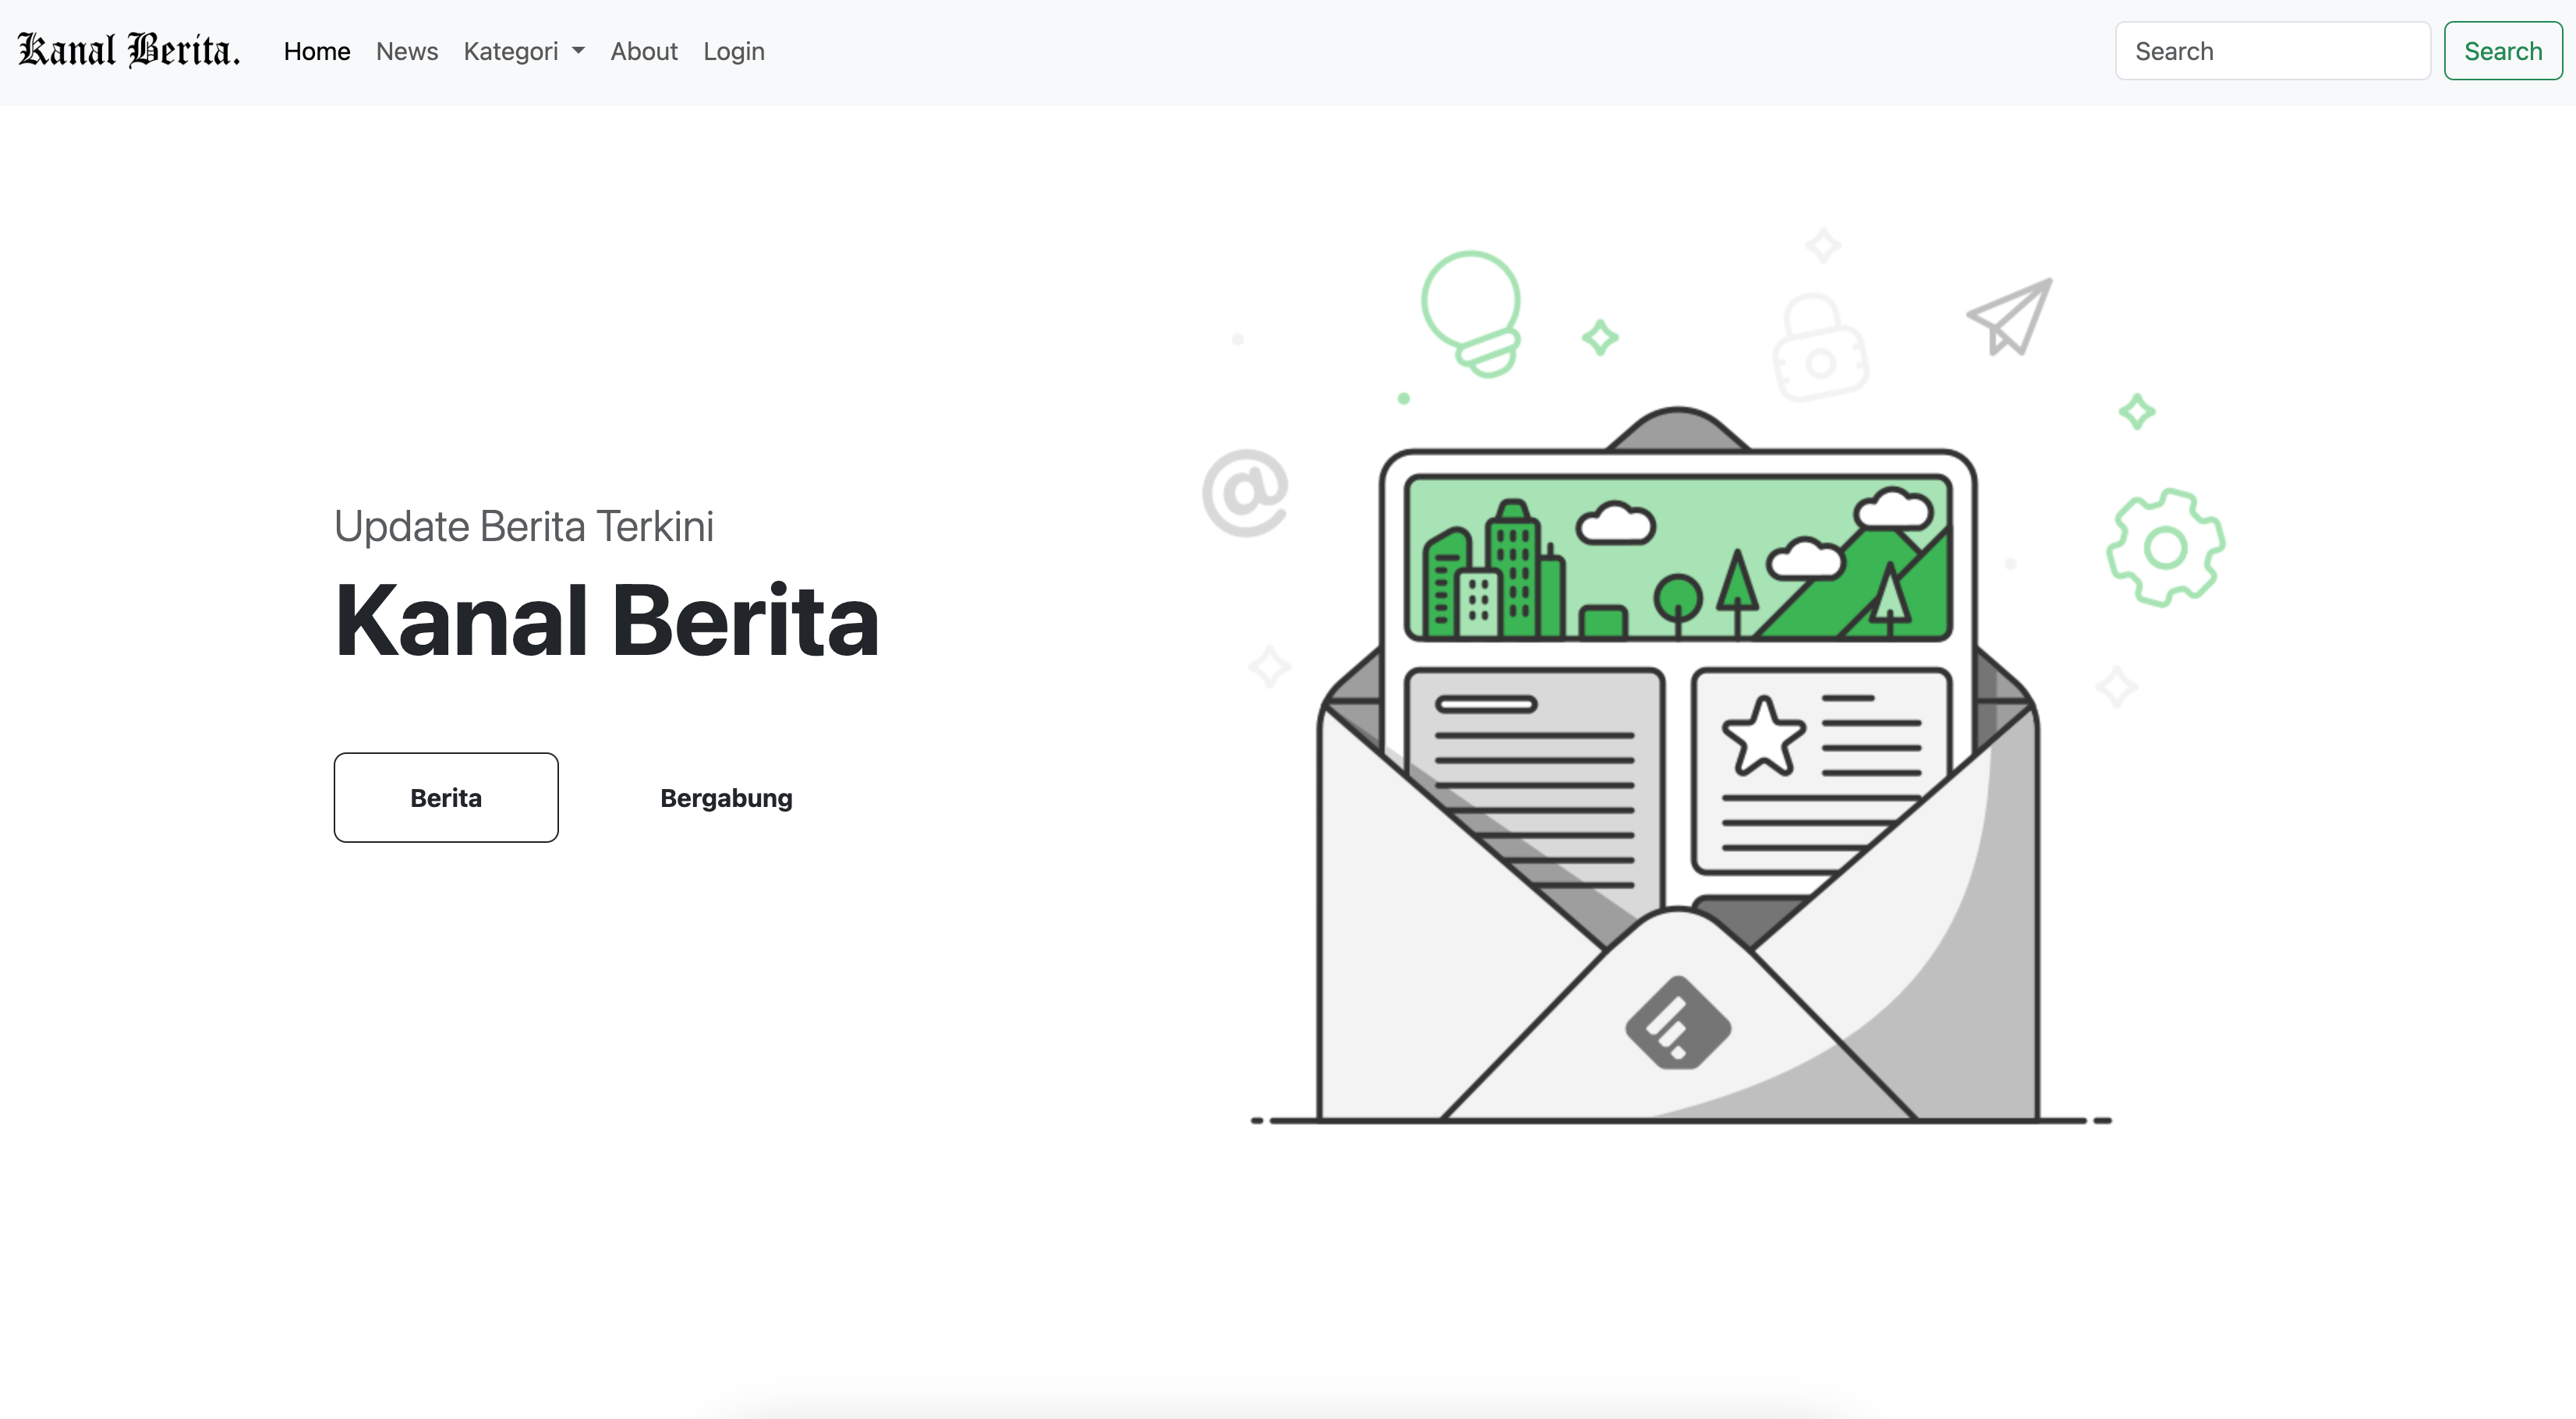 Kanal Berita. Home News Kategori About Login Search Search
Update Berita Terkini
Kanal Berita
Berita Bergabung
@